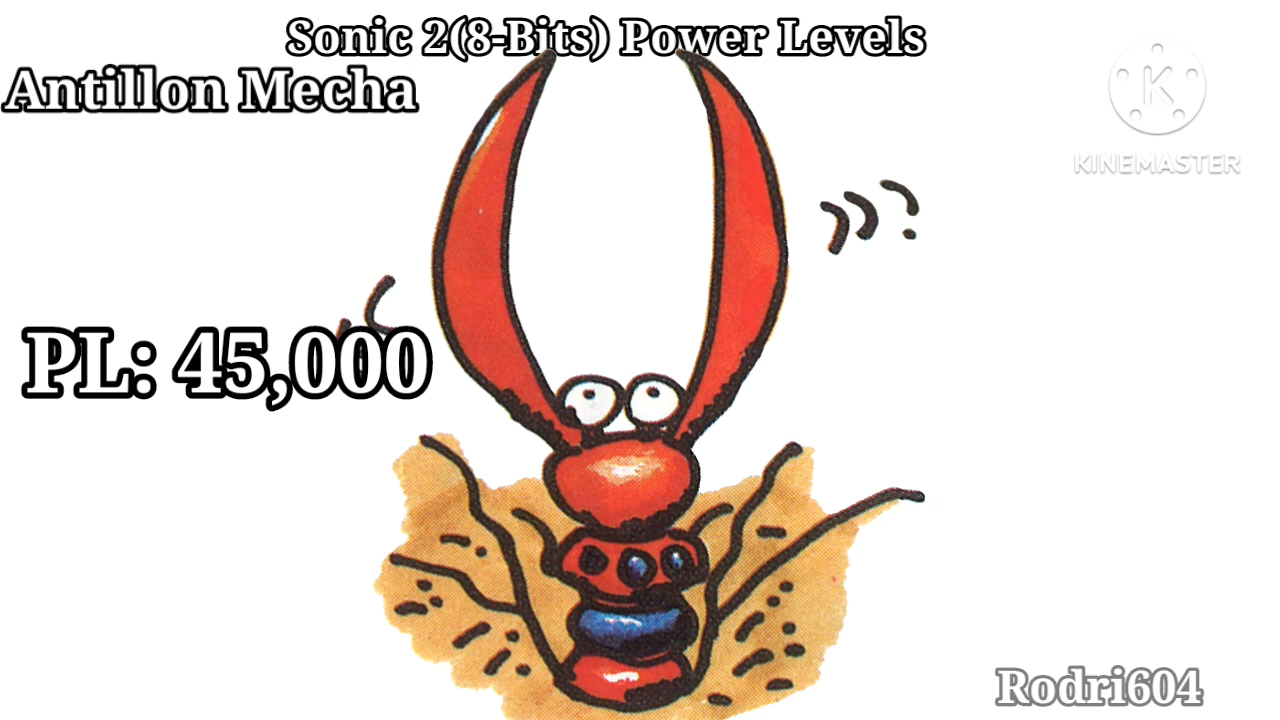 Sonic 2(8-Bits) Power Levels
Antillon Mecha
K
KINEMASTER
?
PL: 45,000
Rodri604